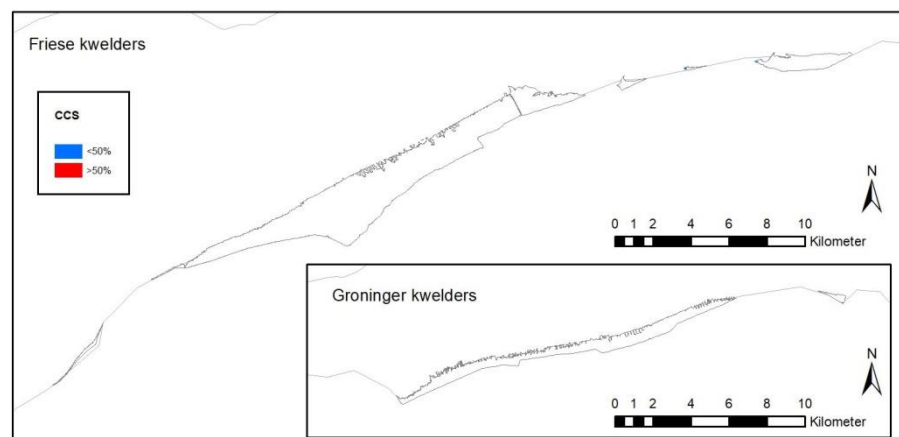 Friese kwelders
CCS
<50%
>50%
N
0 1 2 4 6 8 10
Kilometer
Groninger kwelders
N
0 1 2 4 6 8 10
Kilometer